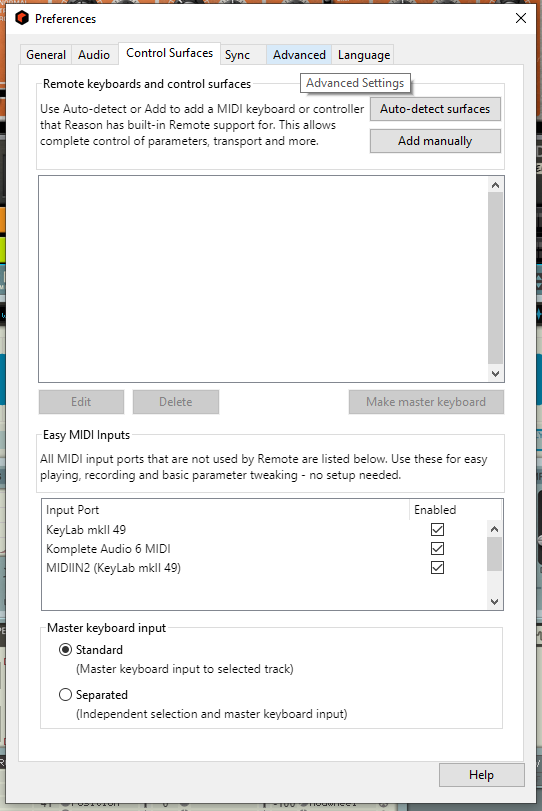 Preferences
General
Audio
Control Surfaces
Sync
Advanced
Language
Advanced Settings
Remote keyboards and control surfaces
Use Auto-detect or Add to add a MIDI keyboard or controller
that Reason has built-in Remote support for. This allows
complete control of parameters, transport and more.
Auto-detect surfaces
Add manually
Edit
Delete
Make master keyboard
Easy MIDI Inputs
All MIDI input ports that are not used by Remote are listed below. Use these for easy
playing, recording and basic parameter tweaking - no setup needed.
Input Port Enabled
KeyLab mkII 49
Komplete Audio 6 MIDI
MIDIIN2 (KeyLab mkII 49)
Master keyboard input
Standard
(Master keyboard input to selected track)
Separated
(Independent selection and master keyboard input)
Help